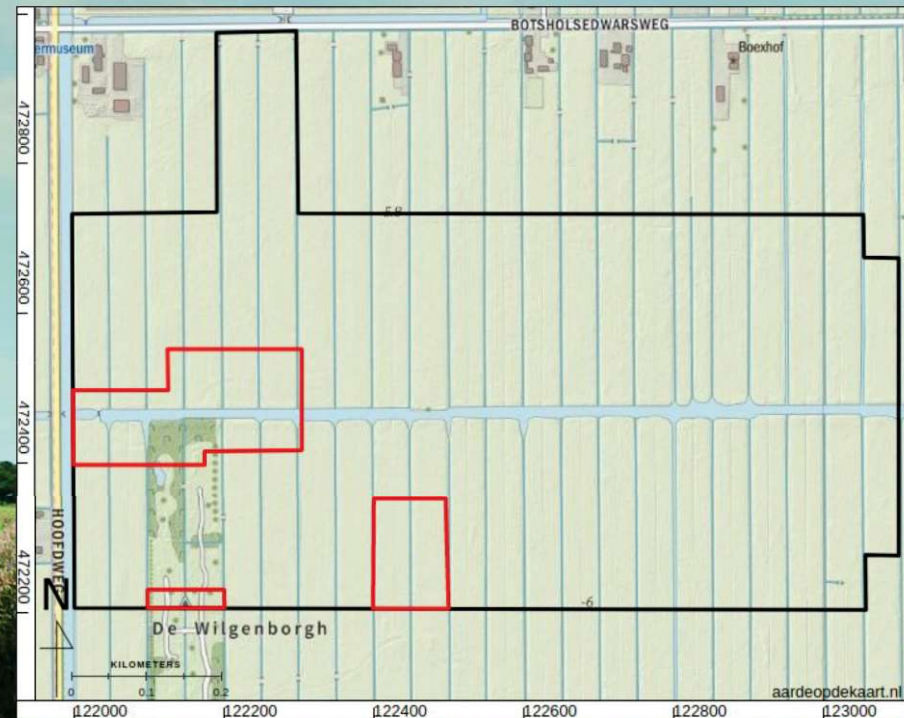 BOTSHOLSEDWARSWEG
ermuseum
Boexhof
472800
5.8
472600
472400
HOOFDWEG
472200
N
-6
De Wilgenborgh
KILOMETERS
0 0.1 0.2
aardeopdekaart.nl
122000 122200 122400 122600 122800 123000